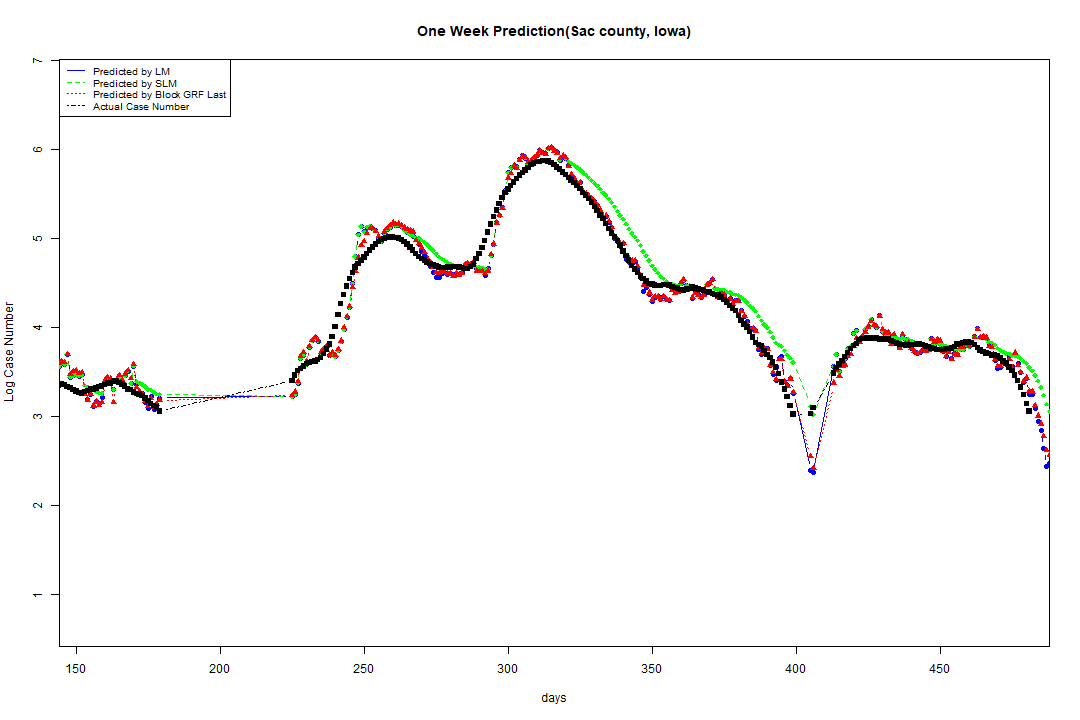 One Week Prediction(Sac county, Iowa)
Predicted by LM
Predicted by SLM
Predicted by Block GRF Last
Actual Case Number
Log Case Number
7
6
5
4
3
2
1
150 200 250 300 350 400 450
days